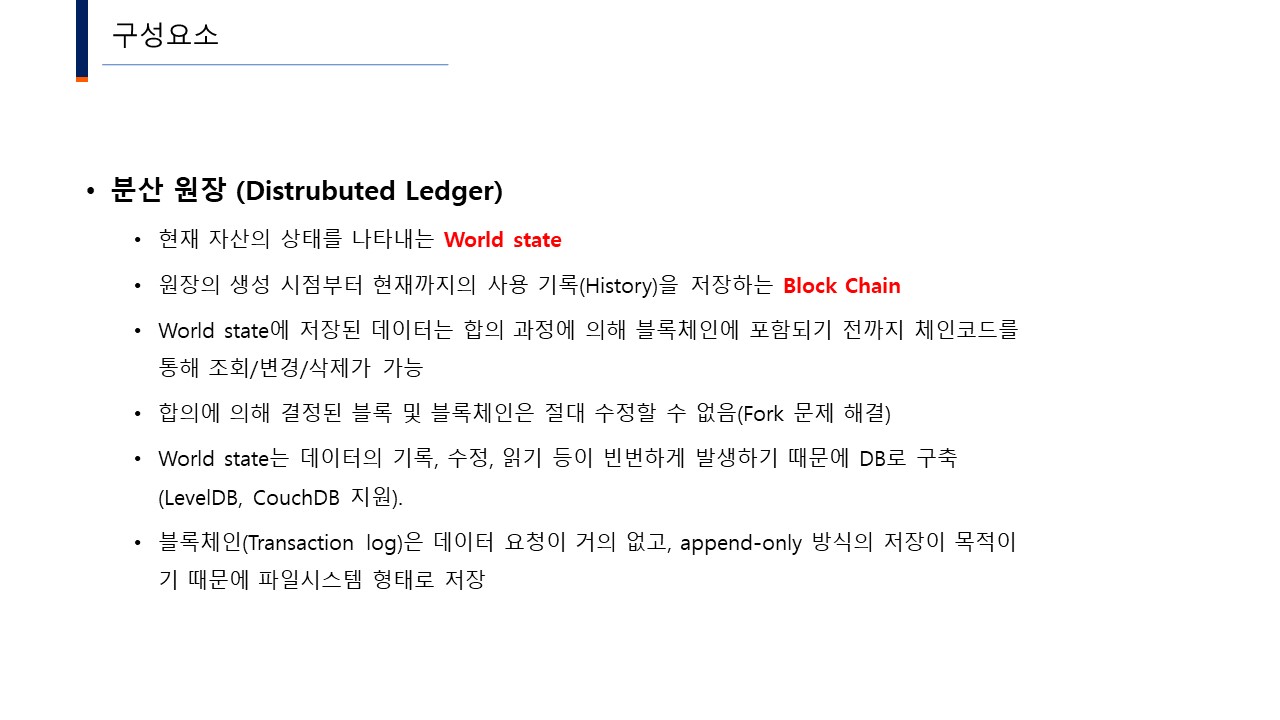 구성요소
• 분산 원장 (Distrubuted Ledger)
• 현재 자산의 상태를 나타내는 World state
• 원장의 생성 시점부터 현재까지의 사용 기록(History)을 저장하는 Block Chain
• World state에 저장된 데이터는 합의 과정에 의해 블록체인에 포함되기 전까지 체인코드를
통해 조회/변경/삭제가 가능
• 합의에 의해 결정된 블록 및 블록체인은 절대 수정할 수 없음(Fork 문제 해결)
• World state는 데이터의 기록, 수정, 읽기 등이 빈번하게 발생하기 때문에 DB로 구축
(LevelDB, CouchDB 지원).
• 블록체인(Transaction log)은 데이터 요청이 거의 없고, append-only 방식의 저장이 목적이
기 때문에 파일시스템 형태로 저장